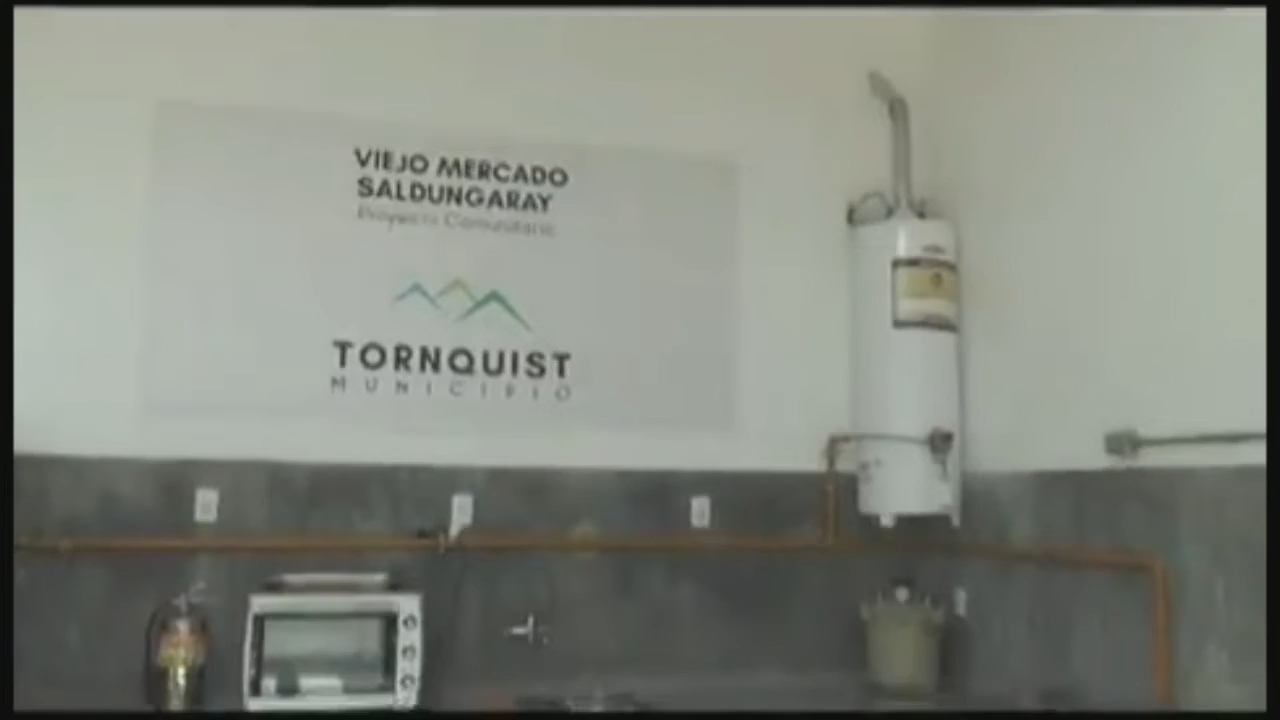 VIEJO MERCADO
SALDUNGARAY
Proyecto Comunitario
TORNQUIST
MUNICIPIO